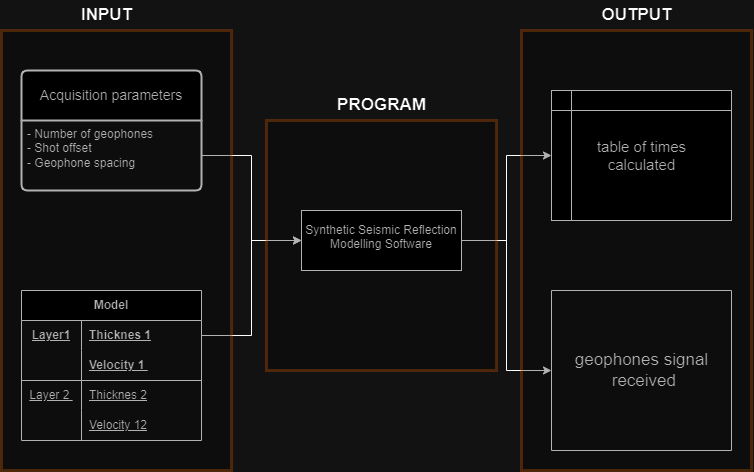 INPUT
Acquisition parameters
- Number of geophones
- Shot offset
- Geophone spacing
Model
Layer1
Thicknes 1
Velocity 1
Layer 2
Thicknes 2
Velocity 12
PROGRAM
Synthetic Seismic Reflection
Modelling Software
OUTPUT
table of times
calculated
geophones signal
received